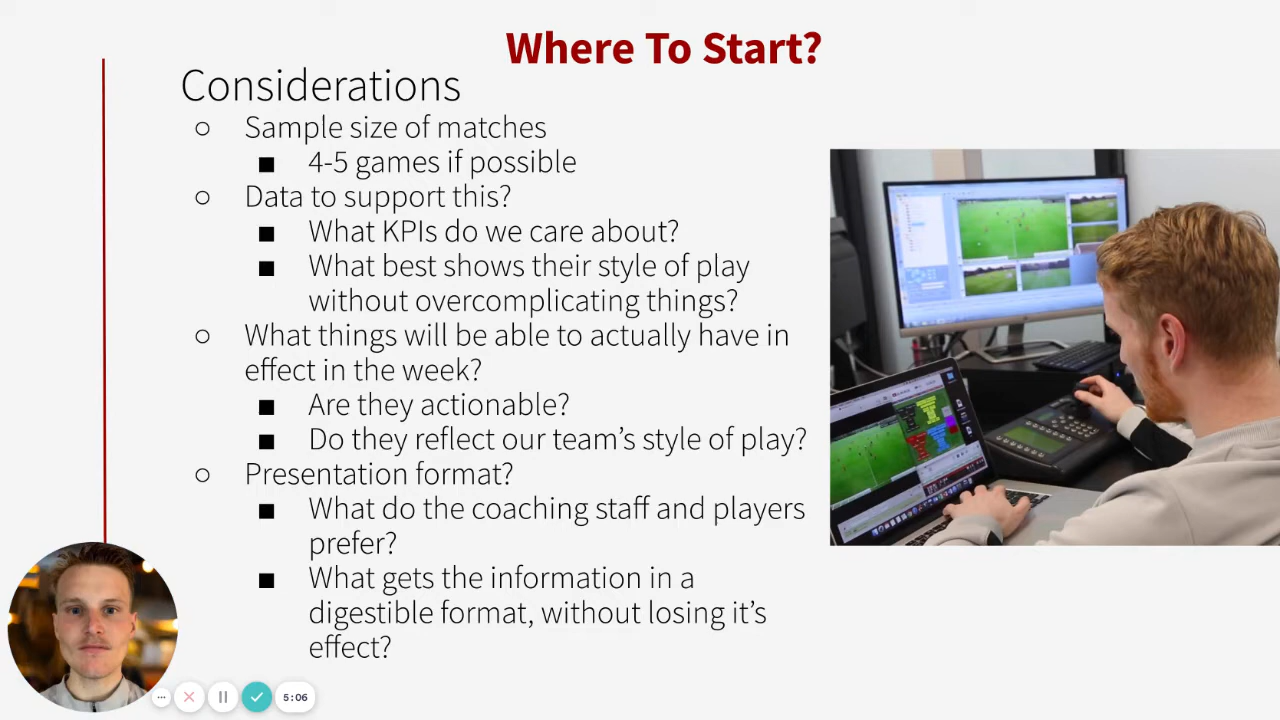 Where To Start?
Considerations
○ Sample size of matches
■ 4-5 games if possible
○ Data to support this?
■ What KPIs do we care about?
■ What best shows their style of play
without overcomplicating things?
○ What things will be able to actually have in
effect in the week?
■ Are they actionable?
■ Do they reflect our team’s style of play?
○ Presentation format?
■ What do the coaching staff and players
prefer?
■ What gets the information in a
digestible format, without losing it’s
effect?
5:06